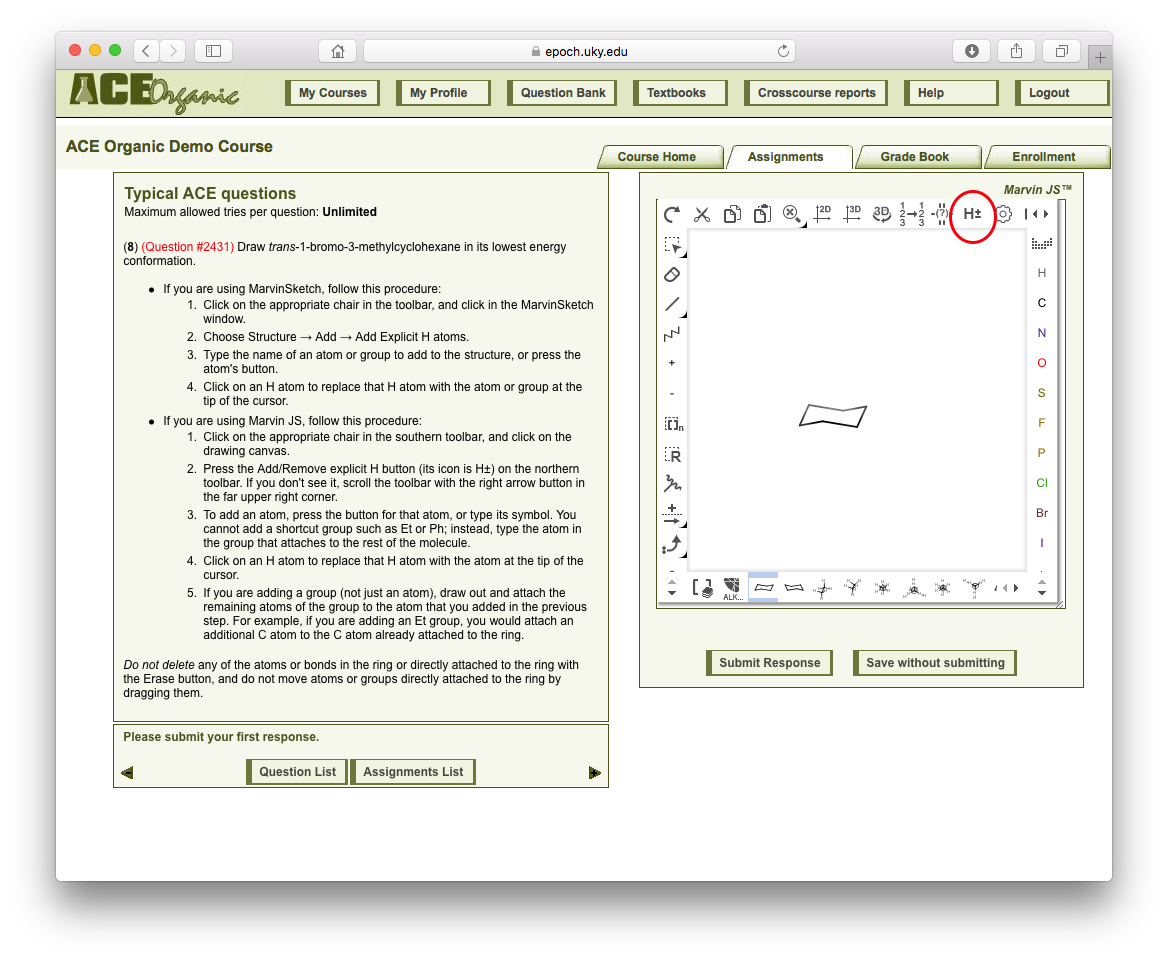 epoch.uky.edu
ACE Organic
My Courses
My Profile
Question Bank
Textbooks
Crosscourse reports
Help
Logout
ACE Organic Demo Course
Course Home
Assignments
Grade Book
Enrollment
Typical ACE questions
Maximum allowed tries per question: Unlimited
(8) (Question #2431) Draw trans-1-bromo-3-methylcyclohexane in its lowest energy
conformation.
• If you are using MarvinSketch, follow this procedure:
1. Click on the appropriate chair in the toolbar, and click in the MarvinSketch
window.
2. Choose Structure → Add → Add Explicit H atoms.
3. Type the name of an atom or group to add to the structure, or press the
atom's button.
4. Click on an H atom to replace that H atom with the atom or group at the
tip of the cursor.
• If you are using Marvin JS, follow this procedure:
1. Click on the appropriate chair in the southern toolbar, and click on the
drawing canvas.
2. Press the Add/Remove explicit H button (its icon is H±) on the northern
toolbar. If you don't see it, scroll the toolbar with the right arrow button in
the far upper right corner.
3. To add an atom, press the button for that atom, or type its symbol. You
cannot add a shortcut group such as Et or Ph; instead, type the atom in
the group that attaches to the rest of the molecule.
4. Click on an H atom to replace that H atom with the atom at the tip of the
cursor.
5. If you are adding a group (not just an atom), draw out and attach the
remaining atoms of the group to the atom that you added in the previous
step. For example, if you are adding an Et group, you would attach an
additional C atom to the C atom already attached to the ring.
Do not delete any of the atoms or bonds in the ring or directly attached to the ring with
the Erase button, and do not move atoms or groups directly attached to the ring by
dragging them.
Please submit your first response.
Question List
Assignments List
Marvin JS™
2D
3D
3D
1 2 3 → 1 2 3
(?)
H±
H
C
N
O
S
F
P
Cl
Br
I
+
-
[ ]n
R
ALK...
Submit Response
Save without submitting